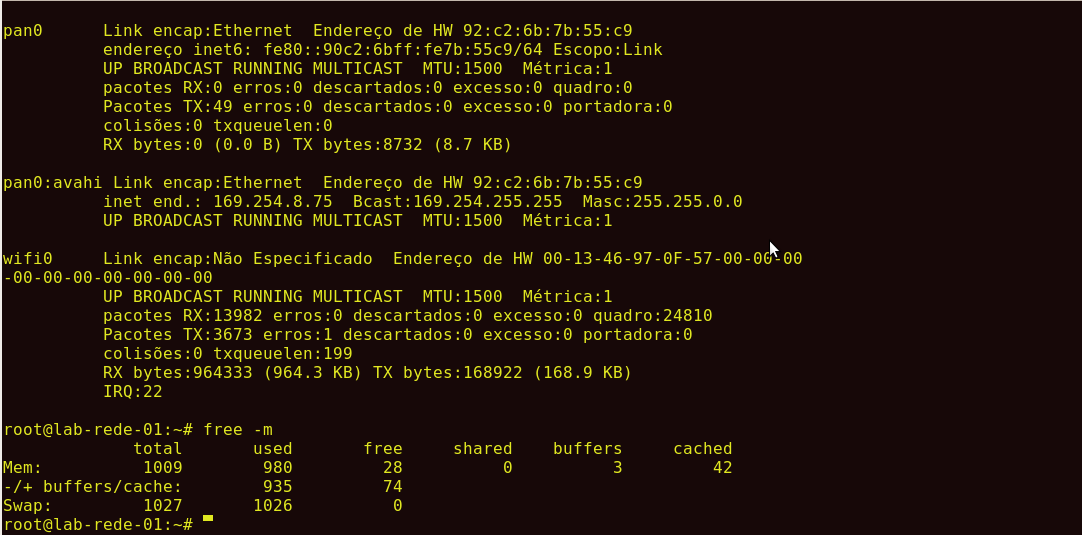 pan0      Link encap:Ethernet  Endereço de HW 92:c2:6b:7b:55:c9
          endereço inet6: fe80::90c2:6bff:fe7b:55c9/64 Escopo:Link
          UP BROADCAST RUNNING MULTICAST  MTU:1500  Métrica:1
          pacotes RX:0 erros:0 descartados:0 excesso:0 quadro:0
          Pacotes TX:49 erros:0 descartados:0 excesso:0 portadora:0
          colisões:0 txqueuelen:0
          RX bytes:0 (0.0 B) TX bytes:8732 (8.7 KB)

pan0:avahi Link encap:Ethernet  Endereço de HW 92:c2:6b:7b:55:c9
          inet end.: 169.254.8.75  Bcast:169.254.255.255  Masc:255.255.0.0
          UP BROADCAST RUNNING MULTICAST  MTU:1500  Métrica:1

wifi0     Link encap:Não Especificado  Endereço de HW 00-13-46-97-0F-57-00-00-00
-00-00-00-00-00-00-00
          UP BROADCAST RUNNING MULTICAST  MTU:1500  Métrica:1
          pacotes RX:13982 erros:0 descartados:0 excesso:0 quadro:24810
          Pacotes TX:3673 erros:1 descartados:0 excesso:0 portadora:0
          colisões:0 txqueuelen:199
          RX bytes:964333 (964.3 KB) TX bytes:168922 (168.9 KB)
          IRQ:22

root@lab-rede-01:~# free -m
             total       used       free     shared    buffers     cached
Mem:          1009        980         28          0          3         42
-/+ buffers/cache:        935         74
Swap:         1027       1026          0
root@lab-rede-01:~#